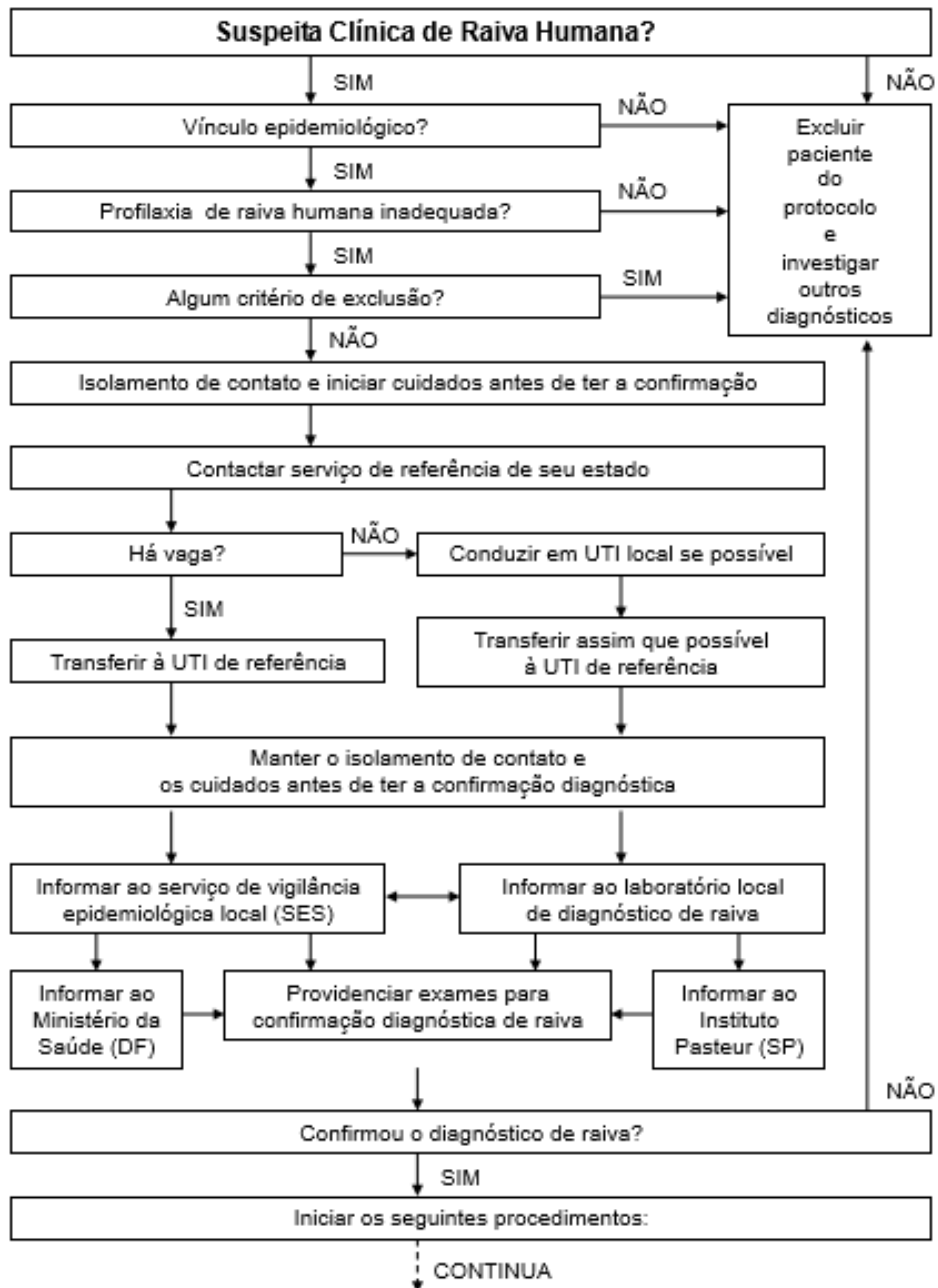 Suspeita Clínica de Raiva Humana?
SIM
NÃO
Vínculo epidemiológico?
NÃO
Excluir
paciente
do
protocolo
e
investigar
outros
diagnósticos
SIM
Profilaxia de raiva humana inadequada?
NÃO
SIM
Algum critério de exclusão?
SIM
NÃO
Isolamento de contato e iniciar cuidados antes de ter a confirmação
Contactar serviço de referência de seu estado
Há vaga?
NÃO
Conduzir em UTI local se possível
SIM
Transferir à UTI de referência
Transferir assim que possível
à UTI de referência
Manter o isolamento de contato e
os cuidados antes de ter a confirmação diagnóstica
Informar ao serviço de vigilância
epidemiológica local (SES)
Informar ao laboratório local
de diagnóstico de raiva
Informar ao
Ministério da
Saúde (DF)
Providenciar exames para
confirmação diagnóstica de raiva
Informar ao
Instituto
Pasteur (SP)
NÃO
Confirmou o diagnóstico de raiva?
SIM
Iniciar os seguintes procedimentos:
CONTINUA